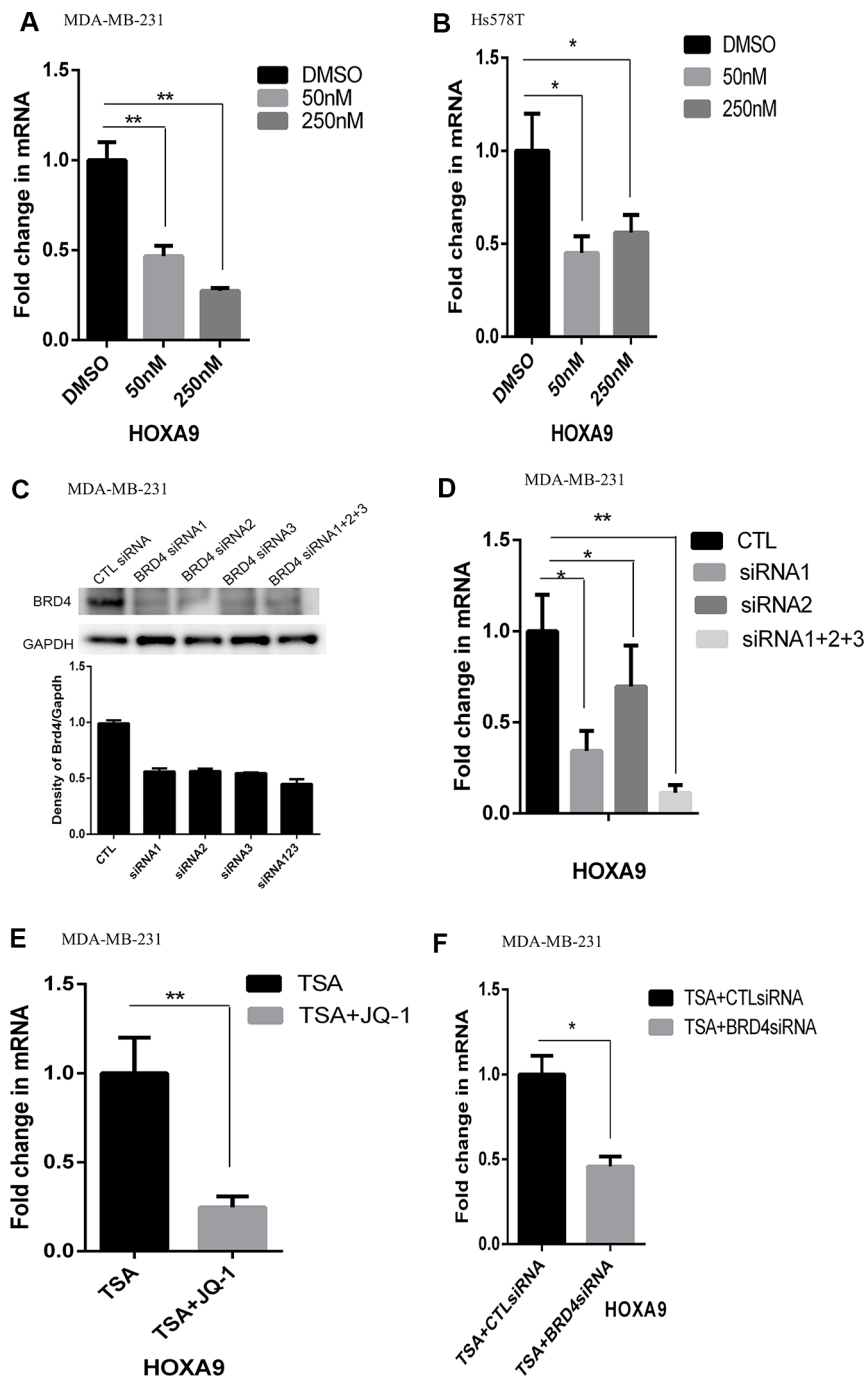 A
MDA-MB-231
DMSO
50nM
250nM
Fold change in mRNA
1.5
1.0
0.5
0.0
**
**
DMSO
50nM
250nM
HOXA9
B
Hs578T
DMSO
50nM
250nM
Fold change in mRNA
1.5
1.0
0.5
0.0
*
*
DMSO
50nM
250nM
HOXA9
C
MDA-MB-231
CTL siRNA
BRD4 siRNA1
BRD4 siRNA2
BRD4 siRNA3
BRD4 siRNA1+2+3
BRD4
GAPDH
Density of Brd4/Gapdh
1.5
1.0
0.5
0.0
CTL
siRNA1
siRNA2
siRNA3
siRNA123
D
MDA-MB-231
CTL
siRNA1
siRNA2
siRNA1+2+3
Fold change in mRNA
1.5
1.0
0.5
0.0
**
*
*
HOXA9
E
MDA-MB-231
TSA
TSA+JQ-1
Fold change in mRNA
1.5
1.0
0.5
0.0
**
TSA
TSA+JQ-1
HOXA9
F
MDA-MB-231
TSA+CTLsiRNA
TSA+BRD4siRNA
Fold change in mRNA
1.5
1.0
0.5
0.0
*
TSA+CTLsiRNA
TSA+BRD4siRNA
HOXA9